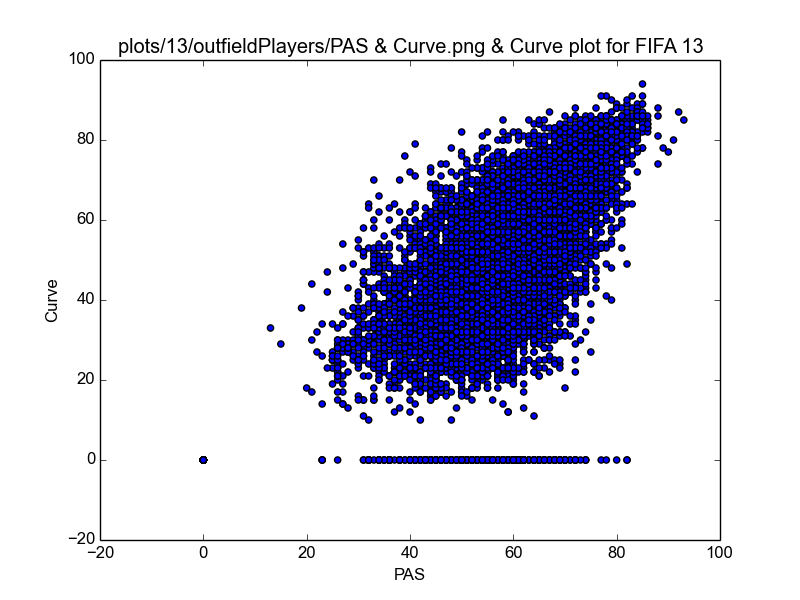 plots/13/outfieldPlayers/PAS & Curve.png & Curve plot for FIFA 13
100
80
60
40
20
0
−20
Curve
−20 0 20 40 60 80 100
PAS